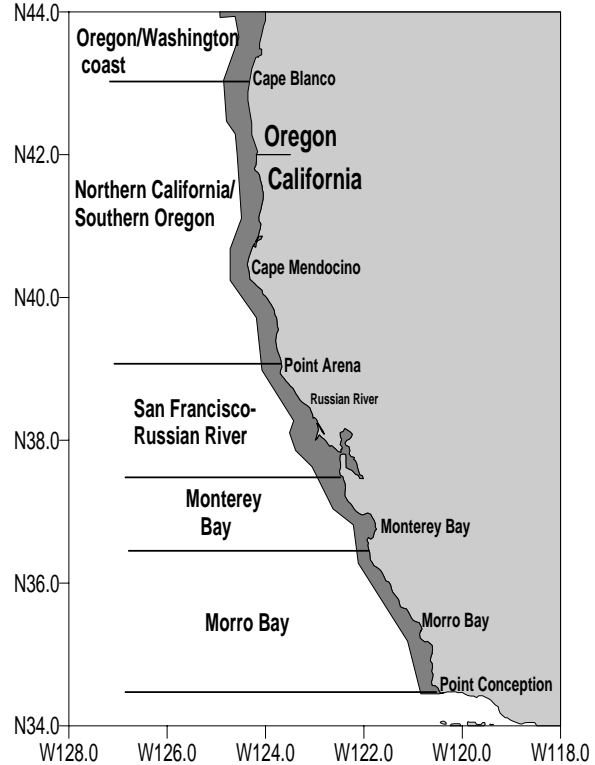 N44.0
Oregon/Washington
coast
Cape Blanco
Oregon
N42.0
California
Northern California/
Southern Oregon
Cape Mendocino
N40.0
Point Arena
Russian River
San Francisco-
Russian River
N38.0
Monterey
Bay
Monterey Bay
N36.0
Morro Bay
Morro Bay
Point Conception
N34.0
W128.0 W126.0 W124.0 W122.0 W120.0 W118.0